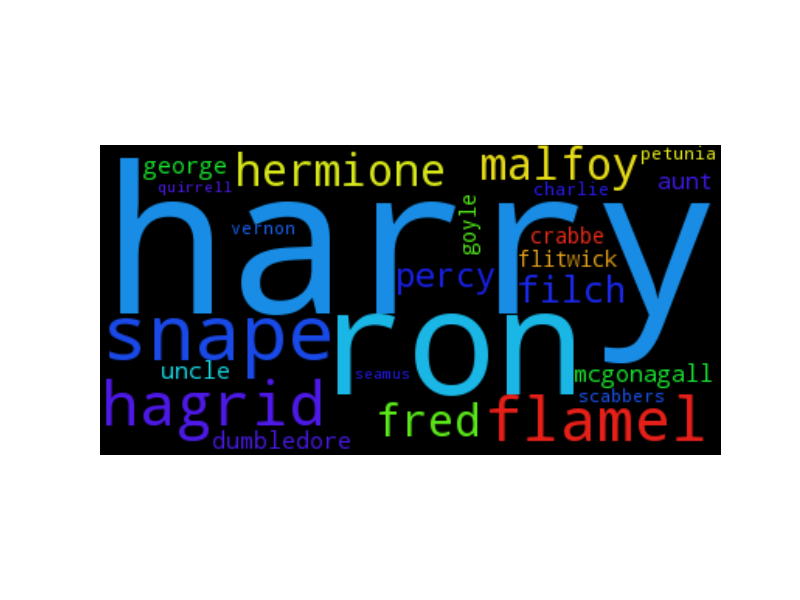 george
hermione
malfoy
petunia
quirrell
charlie
aunt
harry
vernon
goyle
crabbe
flitwick
percy
filch
snape
ron
uncle
seamus
mcgonagall
hagrid
scabbers
fred
flamel
dumbledore